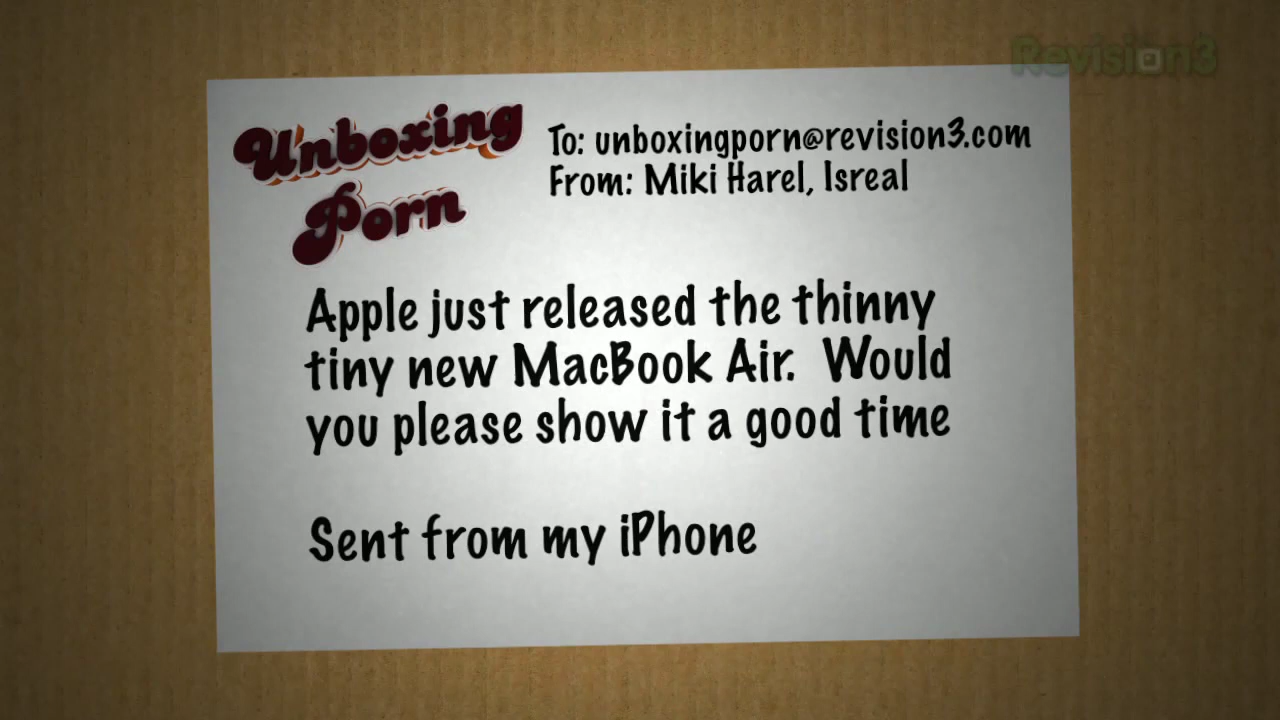 Revision3
Unboxing
Porn
To: unboxingporn@revision3.com
From: Miki Harel, Isreal
Apple just released the thinny
tiny new MacBook Air. Would
you please show it a good time
Sent from my iPhone